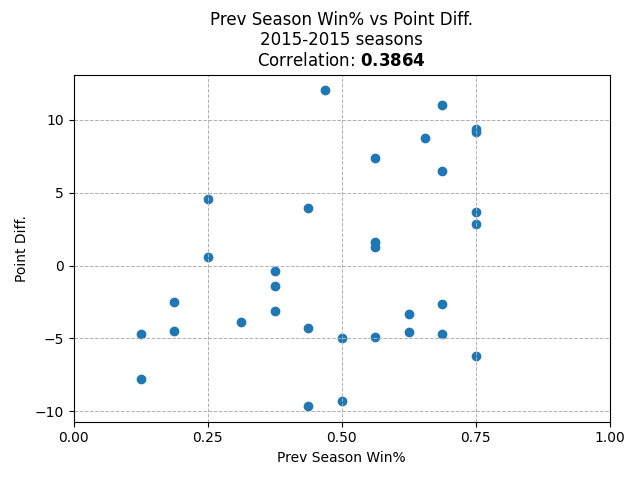 Prev Season Win% vs Point Diff.
2015-2015 seasons
Correlation: 0.3864
10
5
0
−5
−10
Point Diff.
0.00 0.25 0.50 0.75 1.00
Prev Season Win%